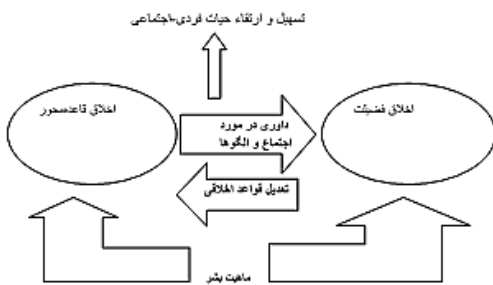 تسهیل و ارتقاء حیات فردی-اجتماعی
اخلاق فضیلت
اخلاق قاعده‌محور
داوری در مورد
اجتماع و الگوها
تعدیل قواعد اخلاقی
ماهیت بشر